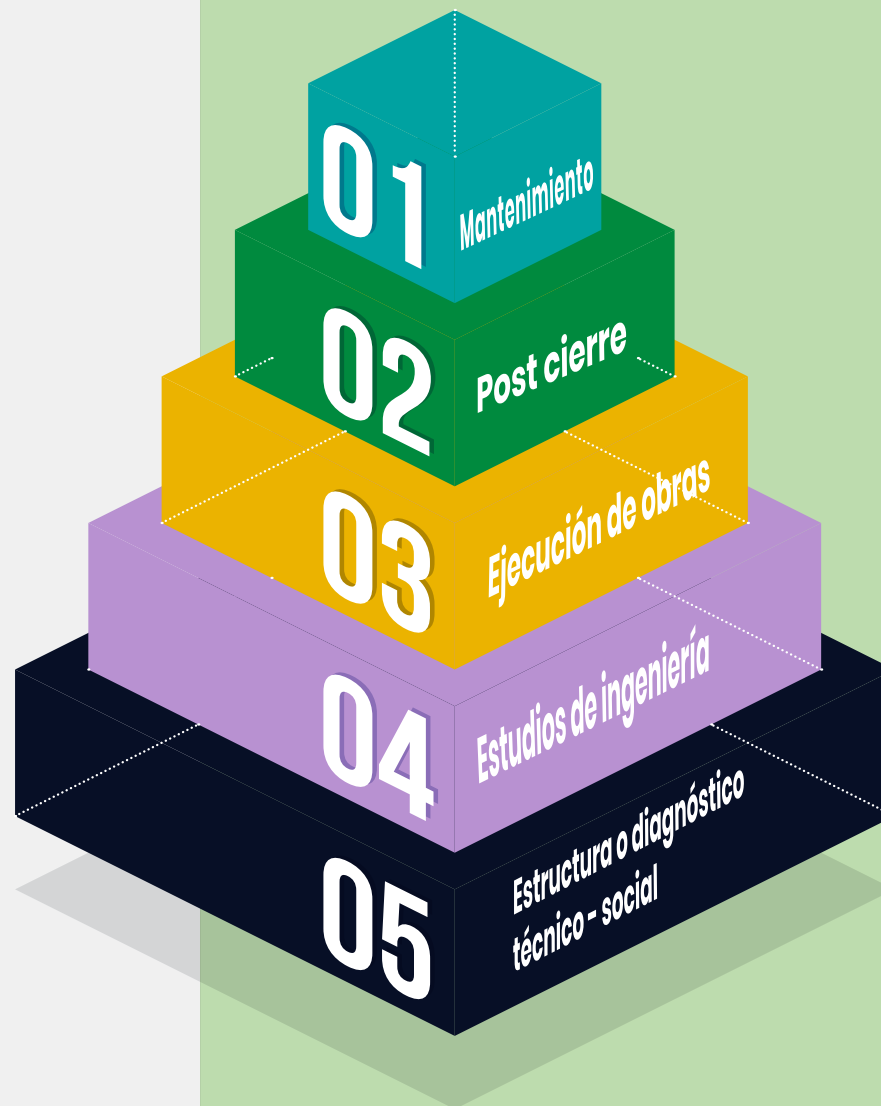 01
Mantenimiento
02
Post cierre
03
Ejecución de obras
04
Estudios de ingeniería
05
Estructura o diagnóstico
técnico - social